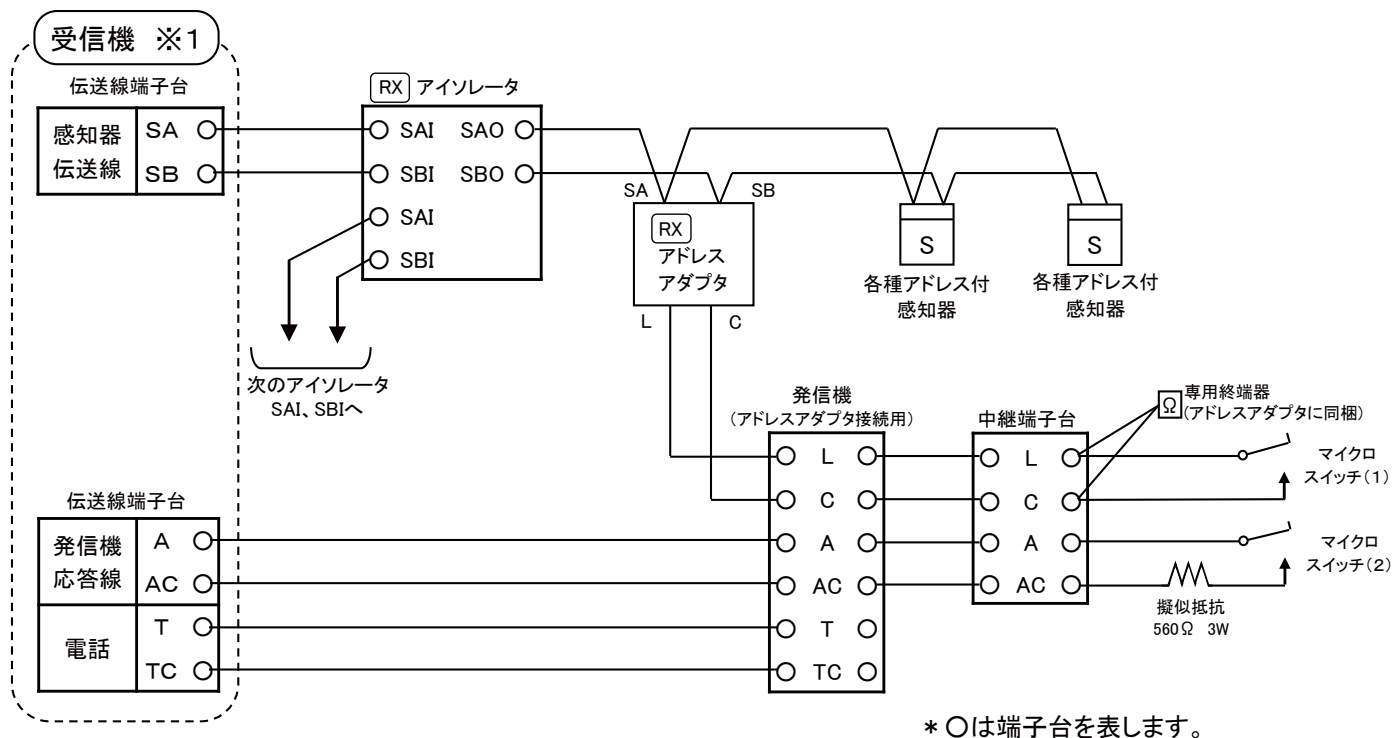 受信機 ※1
伝送線端子台
感知器
伝送線
SA
SB
RX アイソレータ
SAI SAO
SBI SBO
SAI
SBI
次のアイソレータ
SAI、SBIへ
SA
SB
RX
アドレス
アダプタ
L
C
S
各種アドレス付
感知器
S
各種アドレス付
感知器
発信機
(アドレスアダプタ接続用)
L
C
A
AC
T
TC
中継端子台
L
C
A
AC
Ω
専用終端器
(アドレスアダプタに同梱)
マイクロ
スイッチ(1)
マイクロ
スイッチ(2)
擬似抵抗
560Ω 3W
伝送線端子台
発信機
応答線
A
AC
電話
T
TC
*○は端子台を表します。